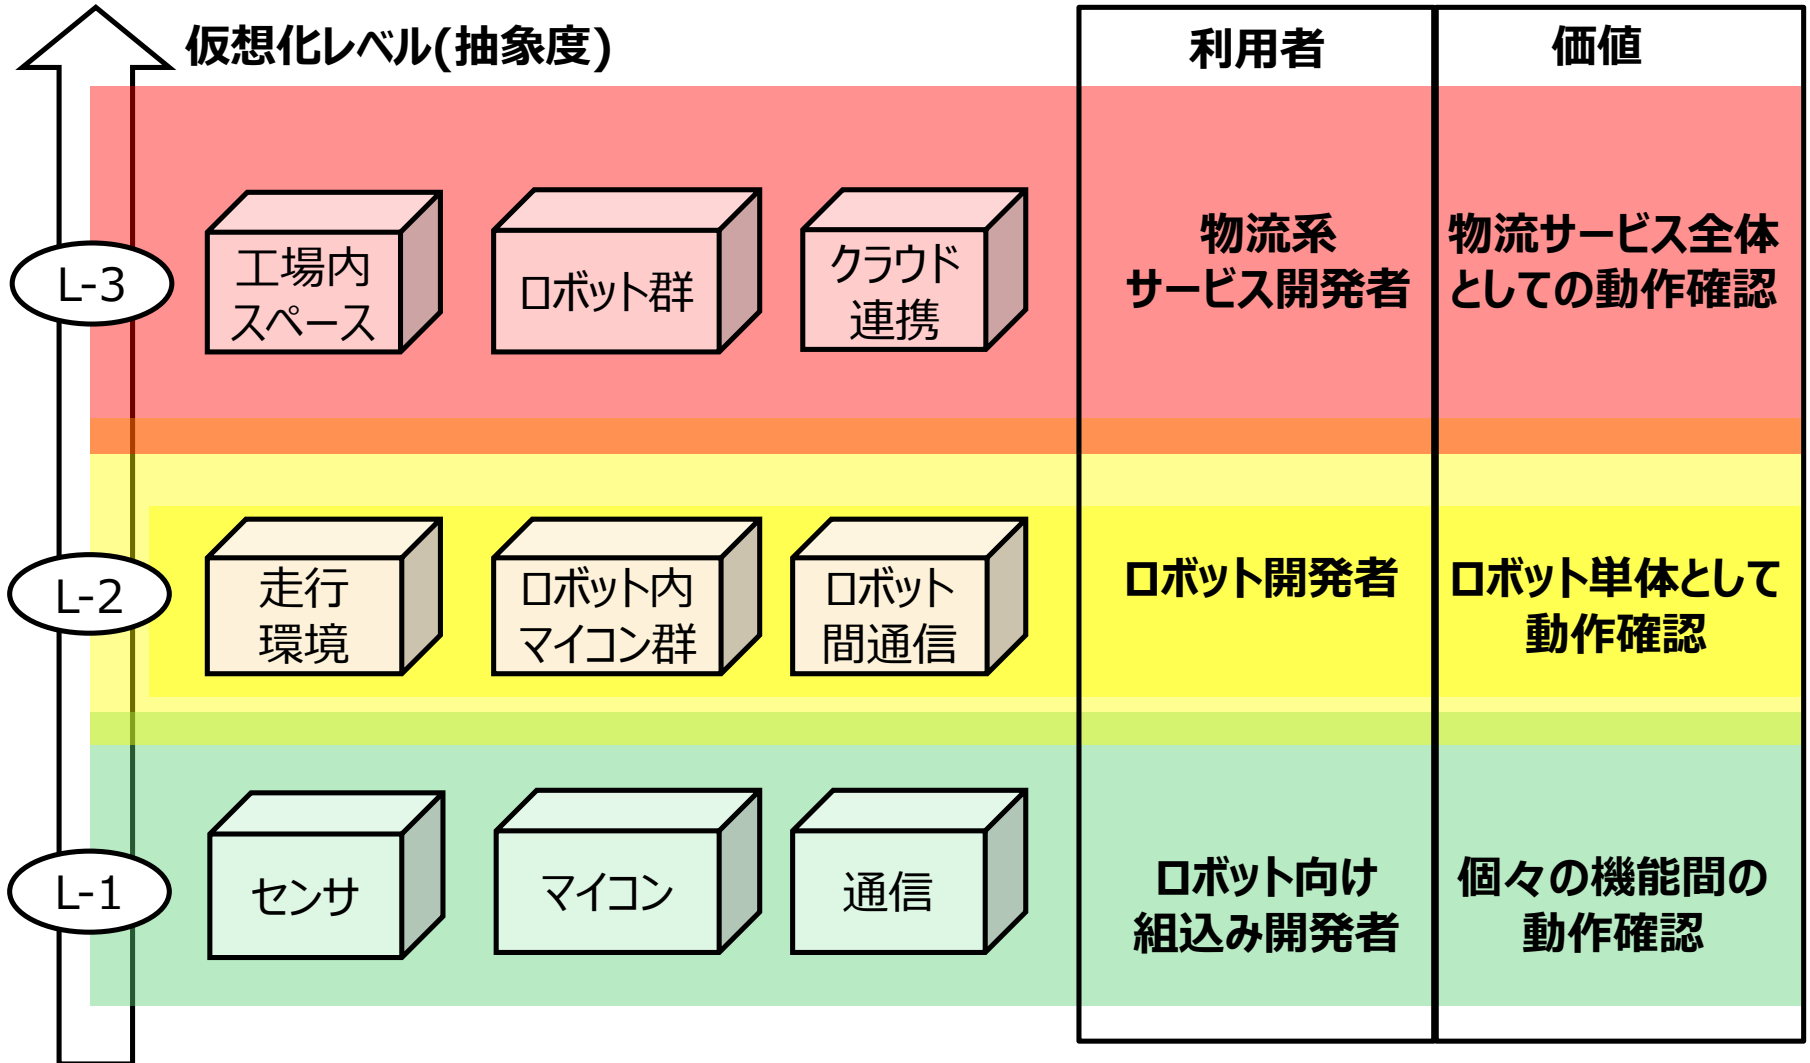 仮想化レベル(抽象度)
利用者
価値
L-3
工場内
スペース
ロボット群
クラウド
連携
物流系
サービス開発者
物流サービス全体
としての動作確認
L-2
走行
環境
ロボット内
マイコン群
ロボット
間通信
ロボット開発者
ロボット単体として
動作確認
L-1
センサ
マイコン
通信
ロボット向け
組込み開発者
個々の機能間の
動作確認